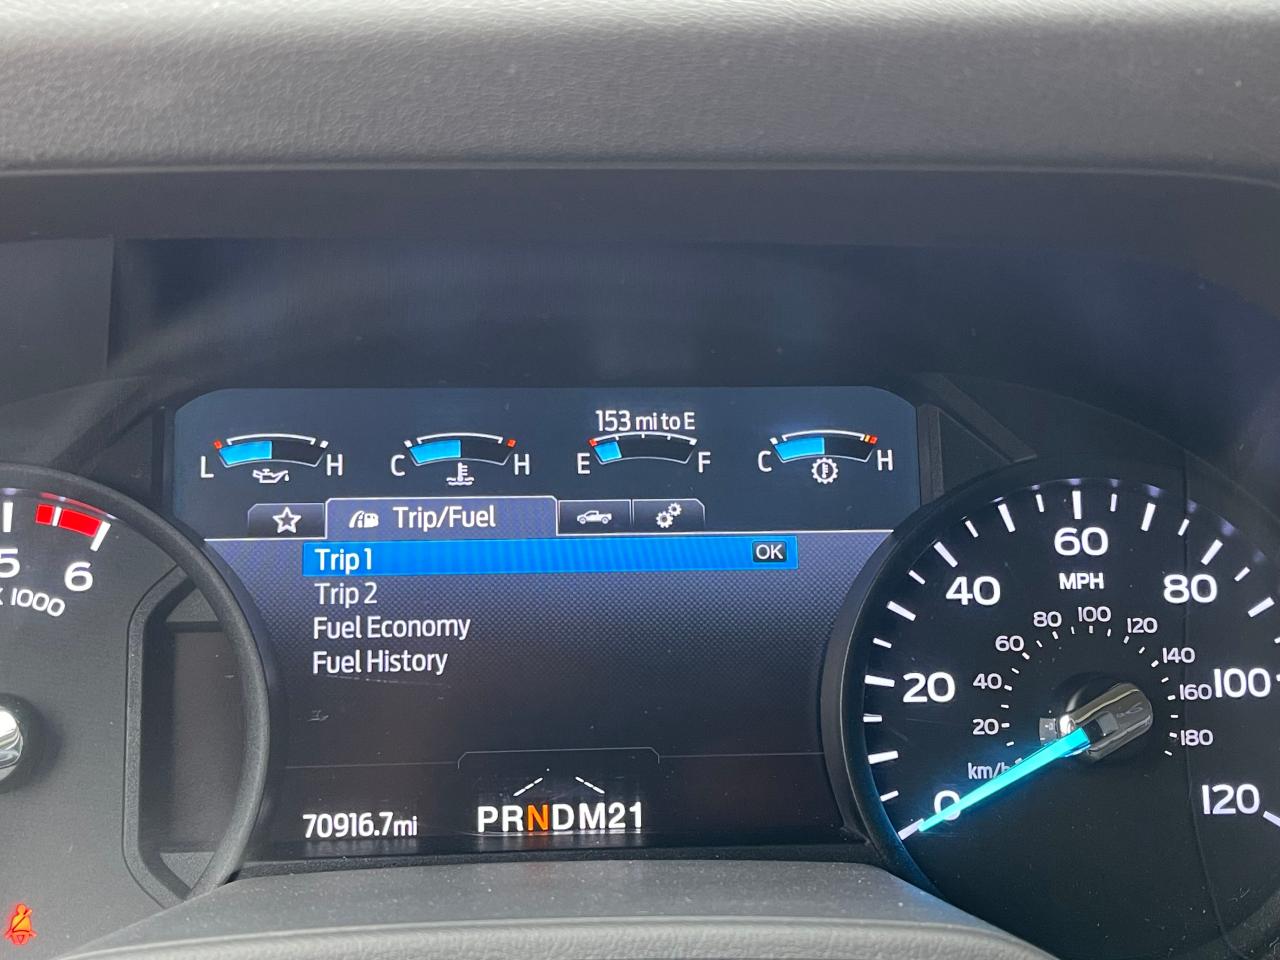 153 mi to E
L H C H E F C H
Trip/Fuel
Trip 1 OK
Trip 2
Fuel Economy
Fuel History
70916.7mi
PRNDM21
5 6
X 1000
0 20 40 60 80 100 120
MPH
20 40 60 80 100 120 140 160 180
km/h